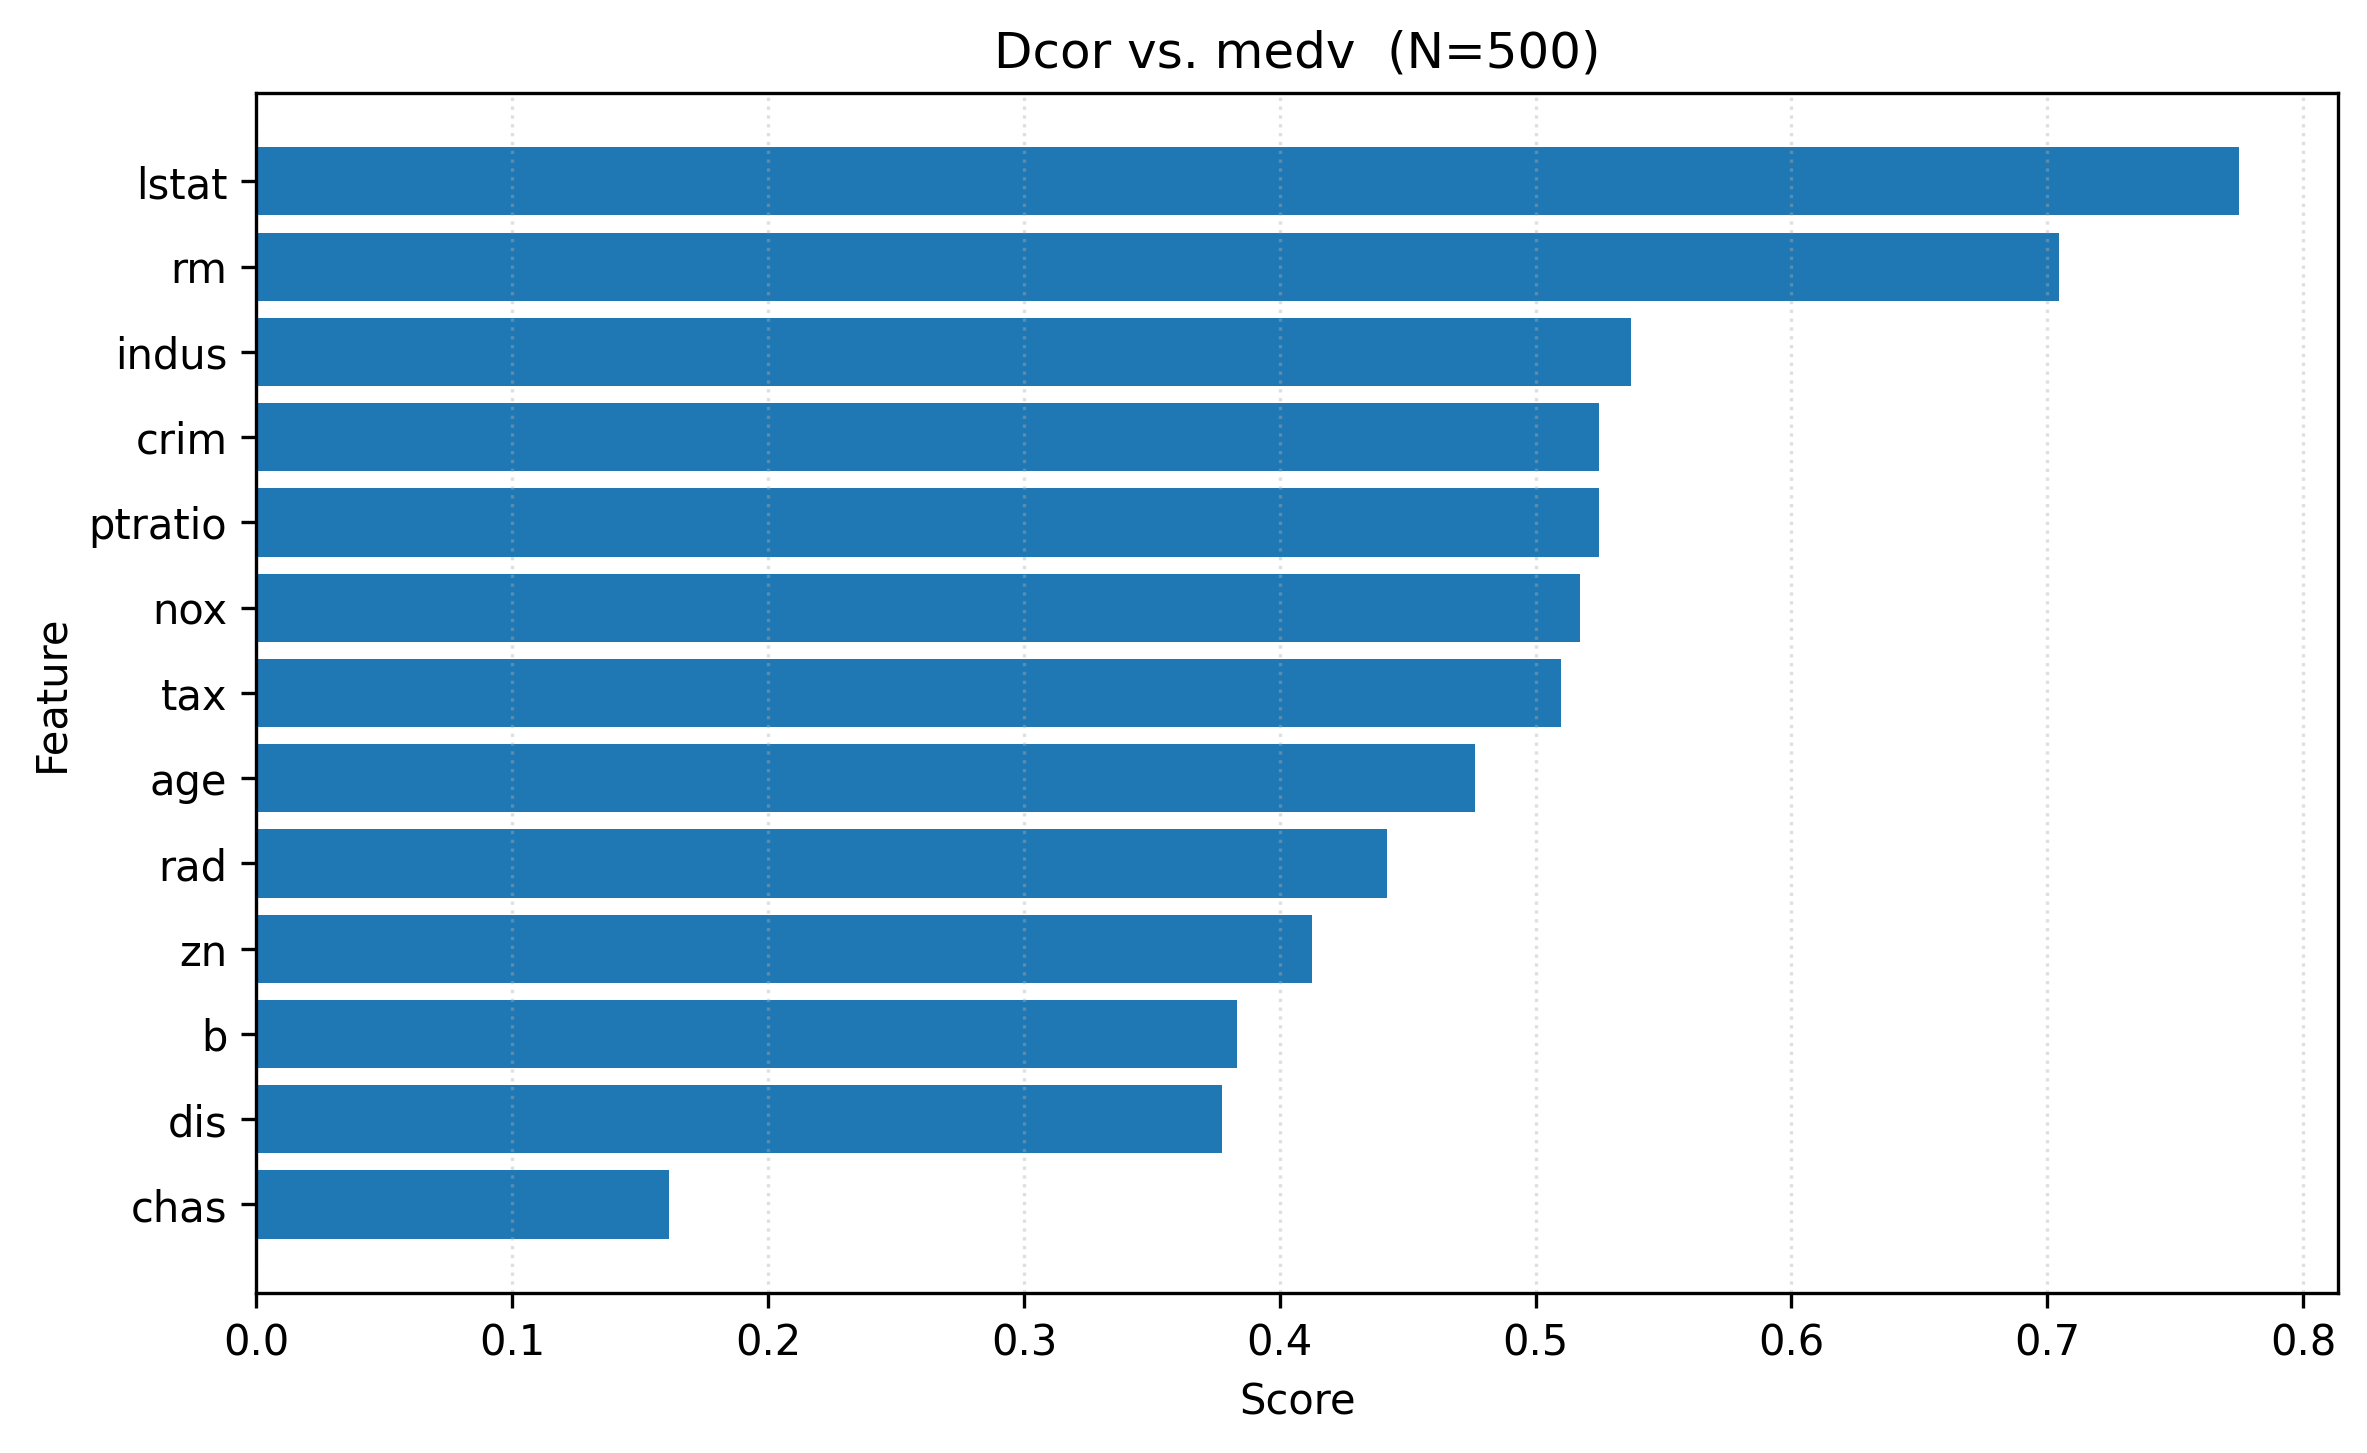 Dcor vs. medv  (N=500)
lstat
rm
indus
crim
ptratio
nox
tax
age
rad
zn
b
dis
chas
Feature
0.0 0.1 0.2 0.3 0.4 0.5 0.6 0.7 0.8
Score